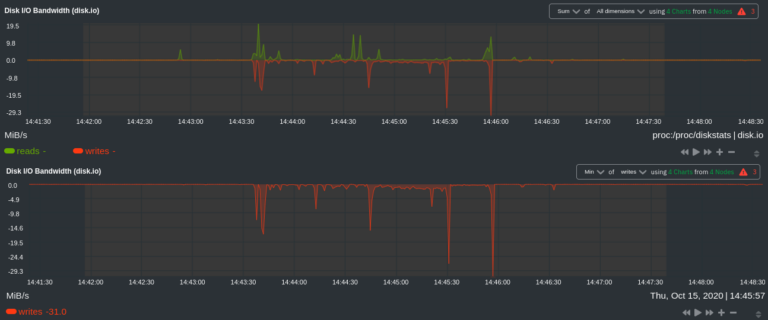 Disk I/O Bandwidth (disk.io)
Sum of All dimensions using 4 Charts from 4 Nodes 3
19.5
9.8
0.0
-9.8
-19.5
-29.3
14:41:30 14:42:00 14:42:30 14:43:00 14:43:30 14:44:00 14:44:30 14:45:00 14:45:30 14:46:00 14:46:30 14:47:00 14:47:30 14:48:00 14:48:30
MiB/s
proc:/proc/diskstats | disk.io
reads - writes -
Disk I/O Bandwidth (disk.io)
Min of writes using 4 Charts from 4 Nodes 3
0.0
-4.9
-9.8
-14.6
-19.5
-24.4
-29.3
14:41:30 14:42:00 14:42:30 14:43:00 14:43:30 14:44:00 14:44:30 14:45:00 14:45:30 14:46:00 14:46:30 14:47:00 14:47:30 14:48:00 14:48:30
MiB/s
Thu, Oct 15, 2020 | 14:45:57
writes -31.0